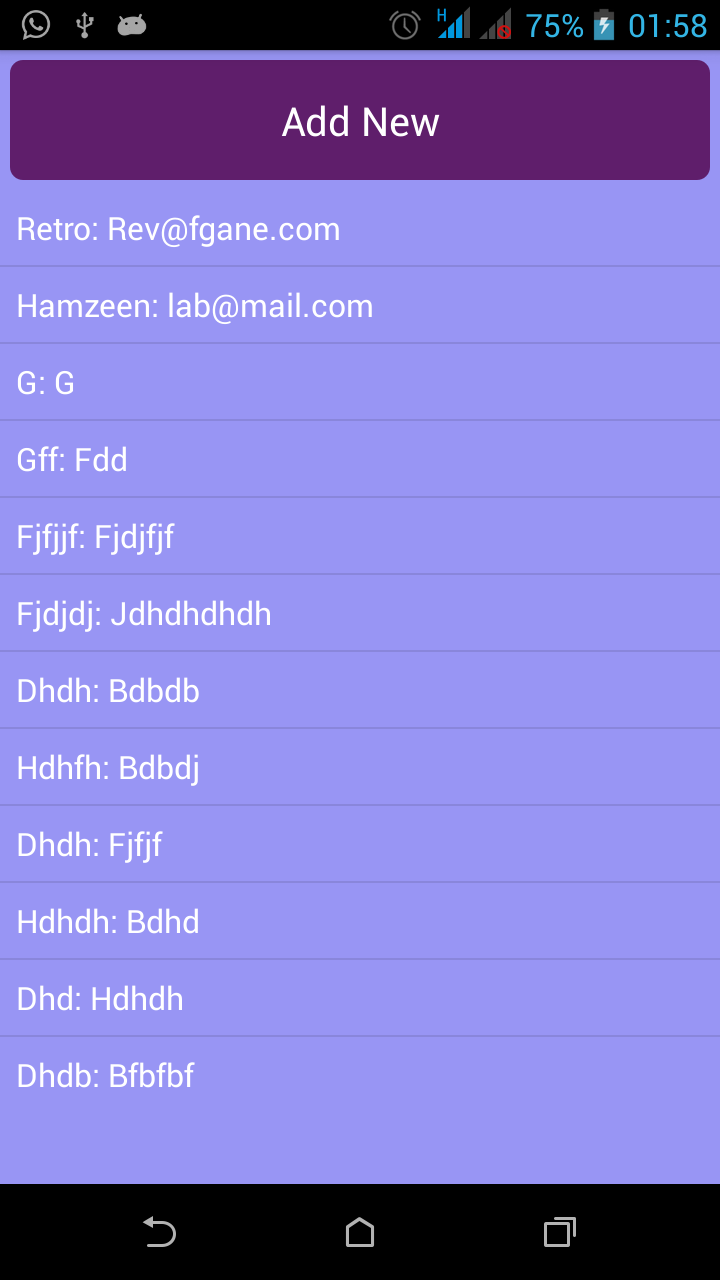 H 75% 01:58
Add New
Retro: Rev@fgane.com
Hamzeen: lab@mail.com
G: G
Gff: Fdd
Fjfjjf: Fjdjfjf
Fjdjdj: Jdhdhdhdh
Dhdh: Bdbdb
Hdhfh: Bdbdj
Dhdh: Fjfjf
Hdhdh: Bdhd
Dhd: Hdhdh
Dhdb: Bfbfbf